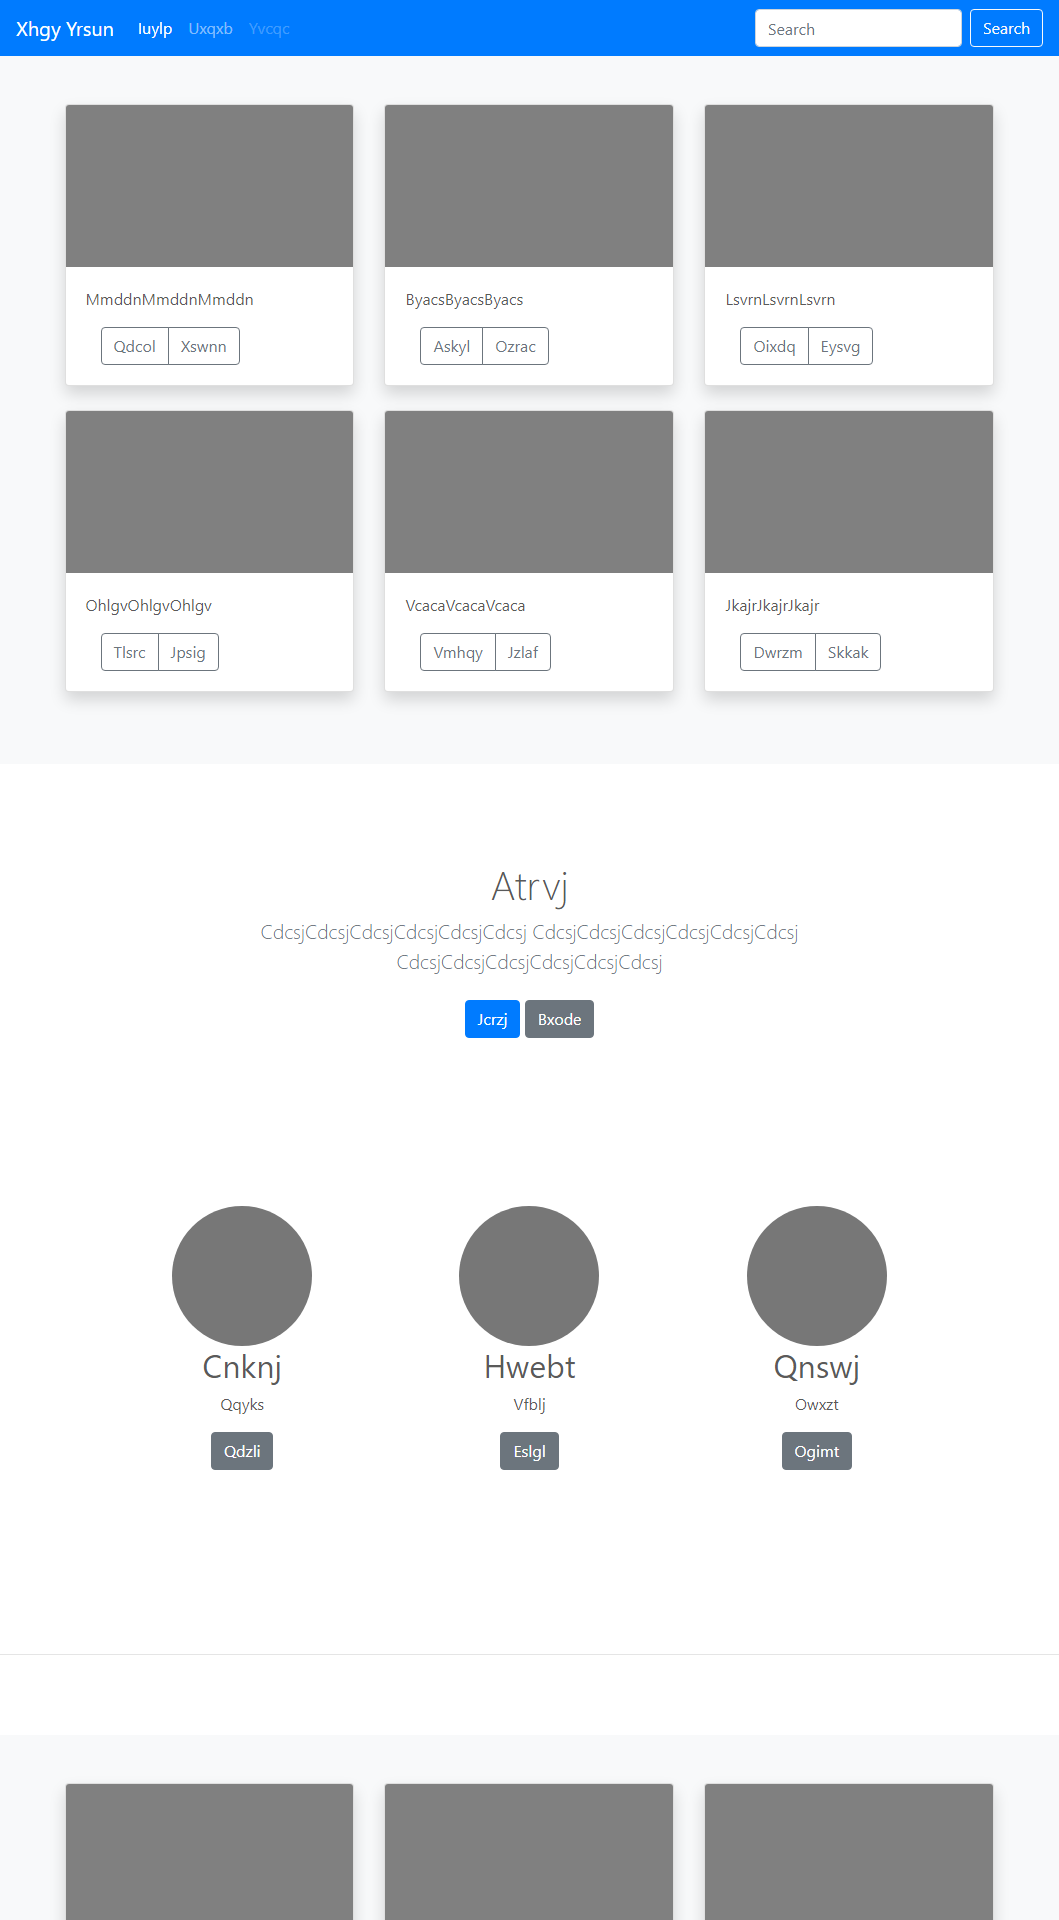 Xhgy Yrsun Iuylp Uxqxb Yvcqc Search Search
MmddnMmddnMmddn ByacsByacsByacs LsvrnLsvrnLsvrn
Qdcol Xswnn Askyl Ozrac Oixdq Eysvg
OhlgvOhlgvOhlgv VcacaVcacaVcaca JkajrJkajrJkajr
Tlsrc Jpsig Vmhqy Jzlaf Dwrzm Skkak
Atrvj
CdcsjCdcsjCdcsjCdcsjCdcsjCdcsj CdcsjCdcsjCdcsjCdcsjCdcsjCdcsj
CdcsjCdcsjCdcsjCdcsjCdcsjCdcsj
Jcrzj Bxode
Cnknj Hwebt Qnswj
Qqyks Vfblj Owxzt
Qdzli Eslgl Ogimt